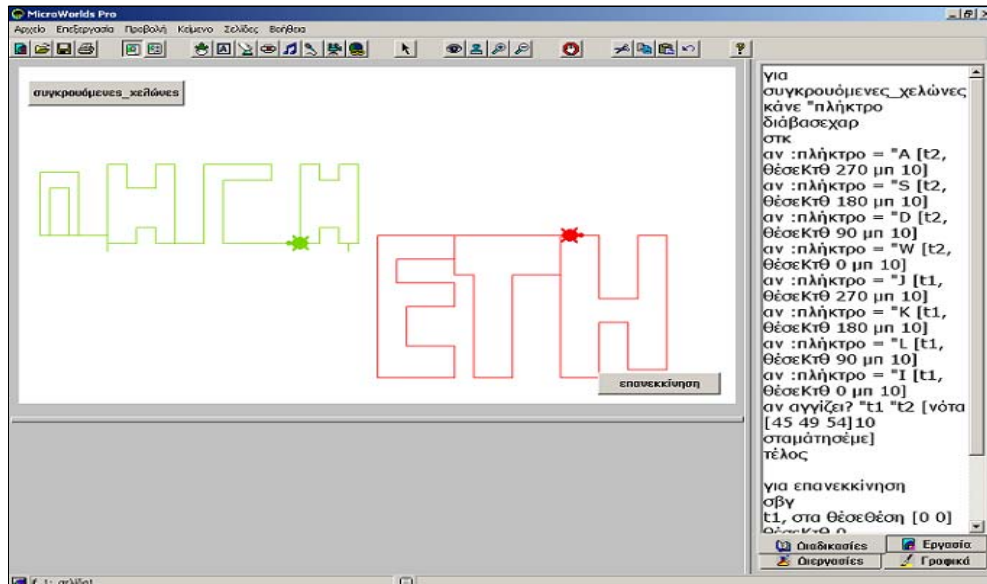 MicroWorlds Pro
Αρχείο Επεξεργασία Προβολή Κείμενο Σελίδες Βοήθεια
συγκρουόμενες_χελώνες
ΠΗΓΗ
ΕΤΗ
επανεκκίνηση
για
συγκρουόμενες_χελώνες
κάνε "πλήκτρο
διάβασεχαρ
στκ
αν :πλήκτρο = "A [t2,
θέσεΚτΘ 270 μπ 10]
αν :πλήκτρο = "S [t2,
θέσεΚτΘ 180 μπ 10]
αν :πλήκτρο = "D [t2,
θέσεΚτΘ 90 μπ 10]
αν :πλήκτρο = "W [t2,
θέσεΚτΘ 0 μπ 10]
αν :πλήκτρο = "J [t1,
θέσεΚτΘ 270 μπ 10]
αν :πλήκτρο = "K [t1,
θέσεΚτΘ 180 μπ 10]
αν :πλήκτρο = "L [t1,
θέσεΚτΘ 90 μπ 10]
αν :πλήκτρο = "I [t1,
θέσεΚτΘ 0 μπ 10]
αν αγγίζει? "t1 "t2 [νότα
[45 49 54]10
σταμάτησέμε]
τέλος
για επανεκκίνηση
σβγ
t1, στα θέσεΘέση [0 0]
θέσεΚτΘ 0
Διαδικασίες Εργασία
Διεργασίες Γραφικά
σελίδα1